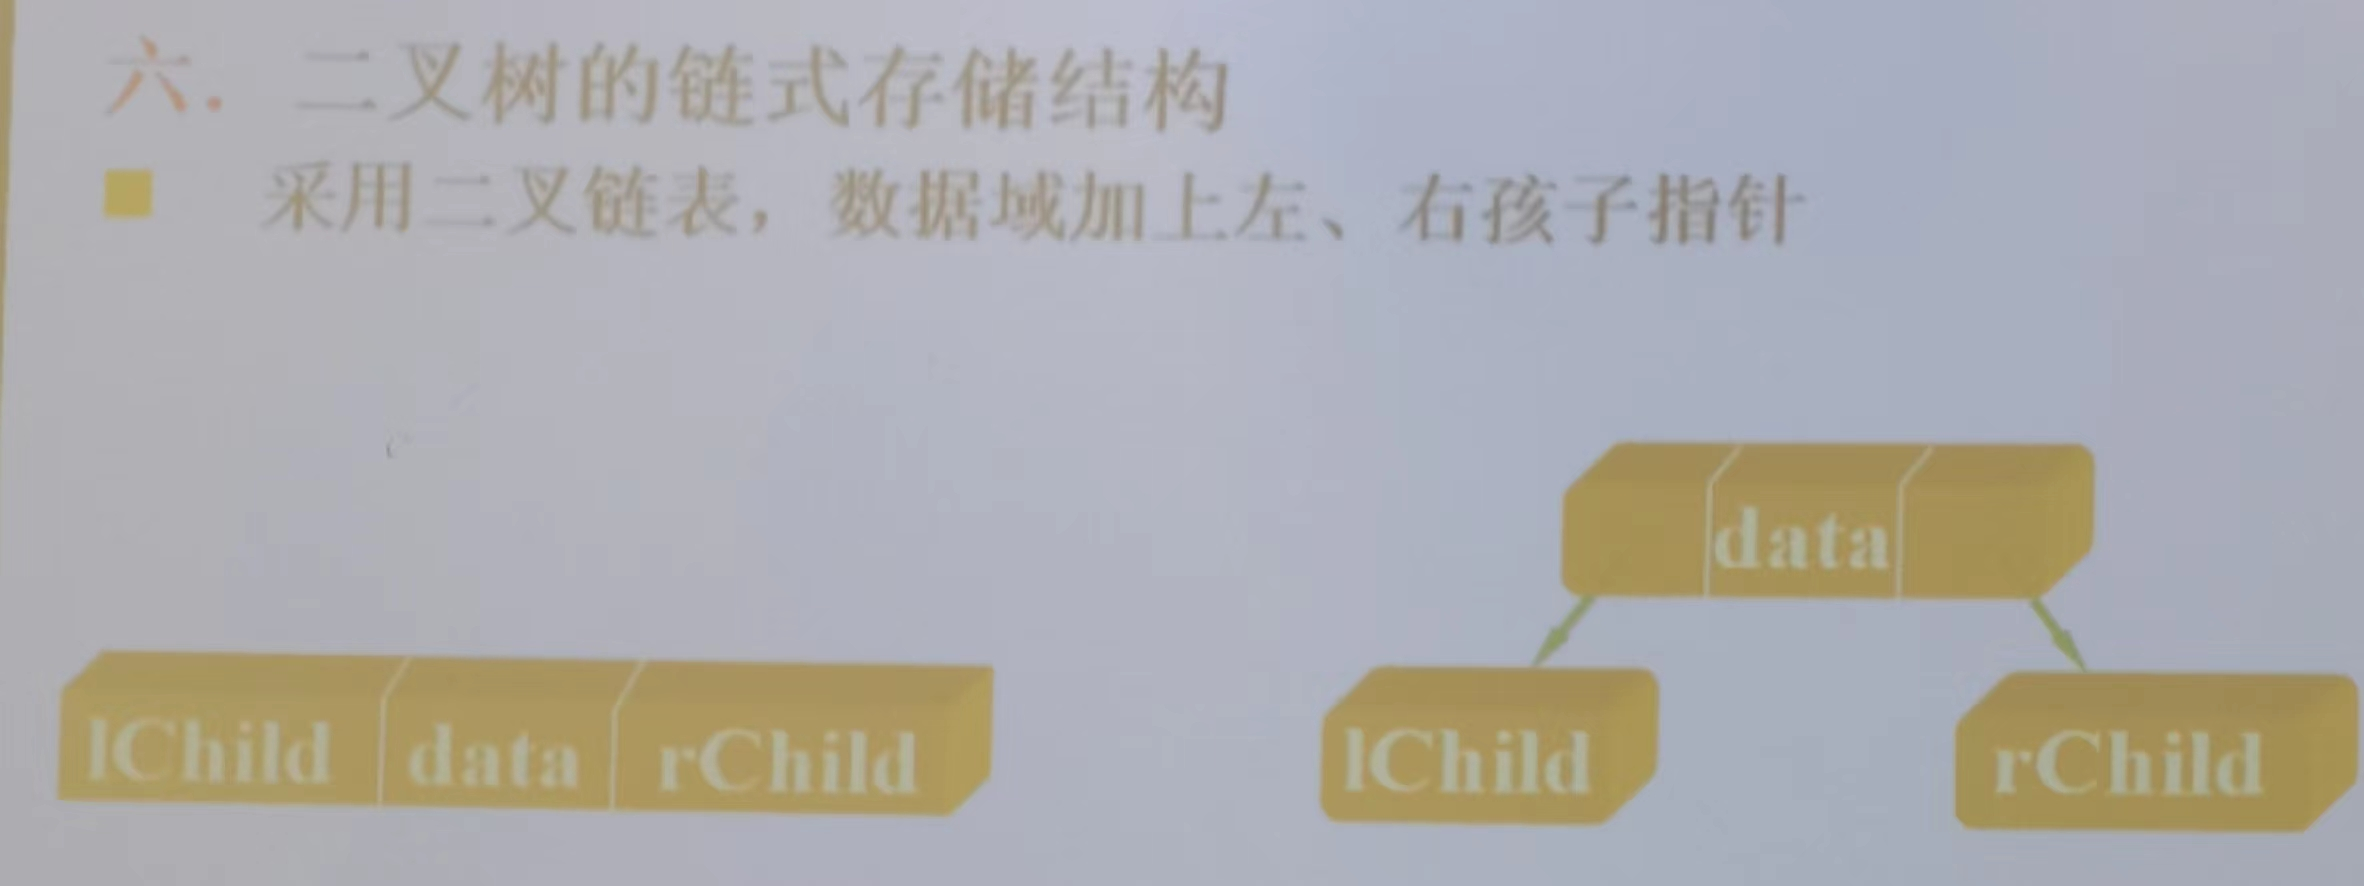 六. 二叉树的链式存储结构
采用二叉链表，数据域加上左、右孩子指针
data
lChild data rChild
lChild
rChild